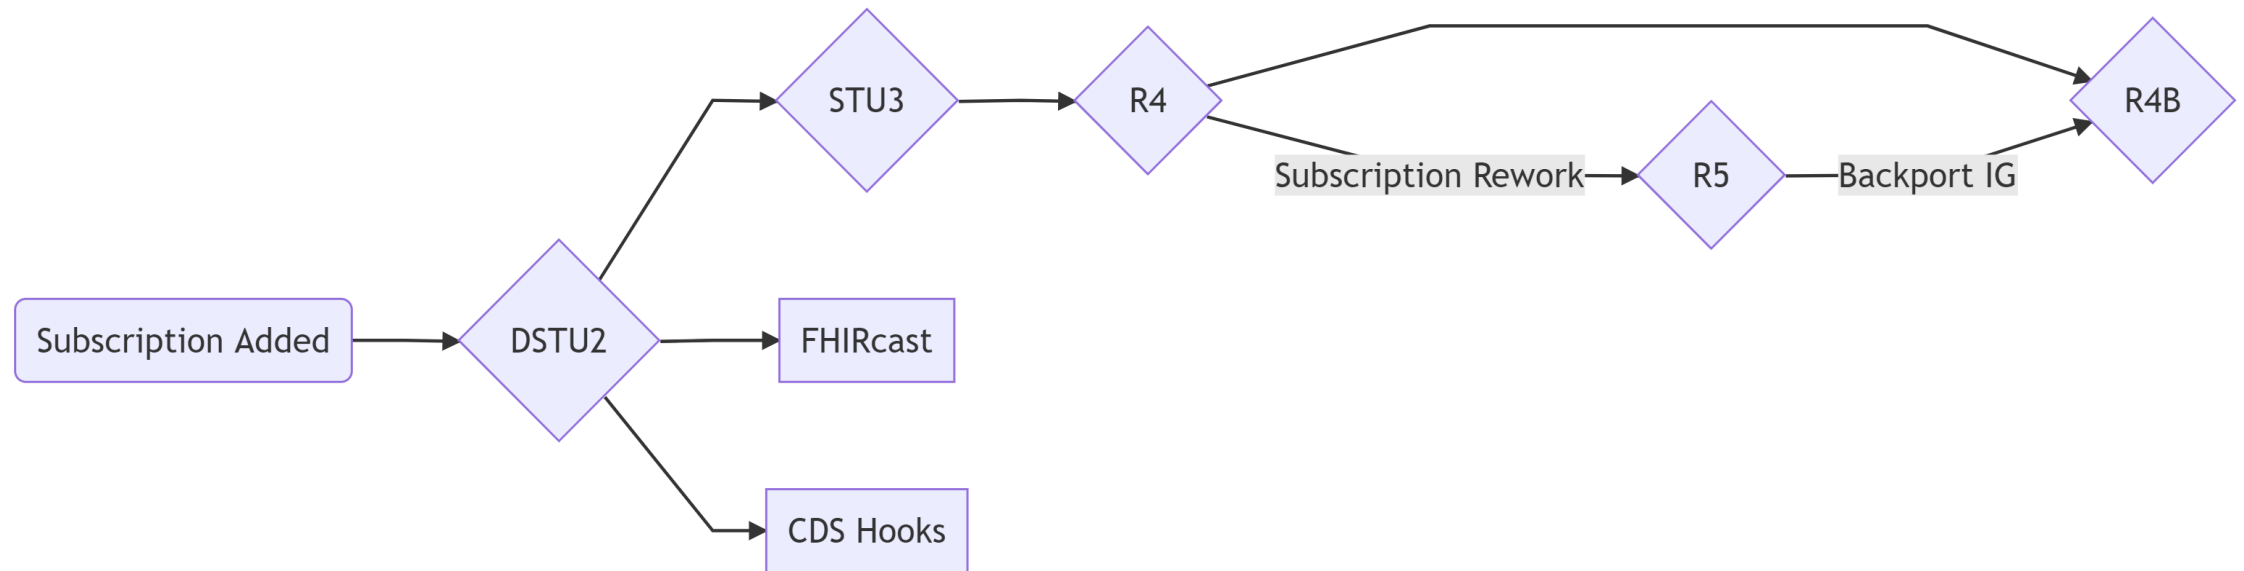 STU3
R4
R4B
Subscription Rework
R5
Backport IG
Subscription Added
DSTU2
FHIRcast
CDS Hooks